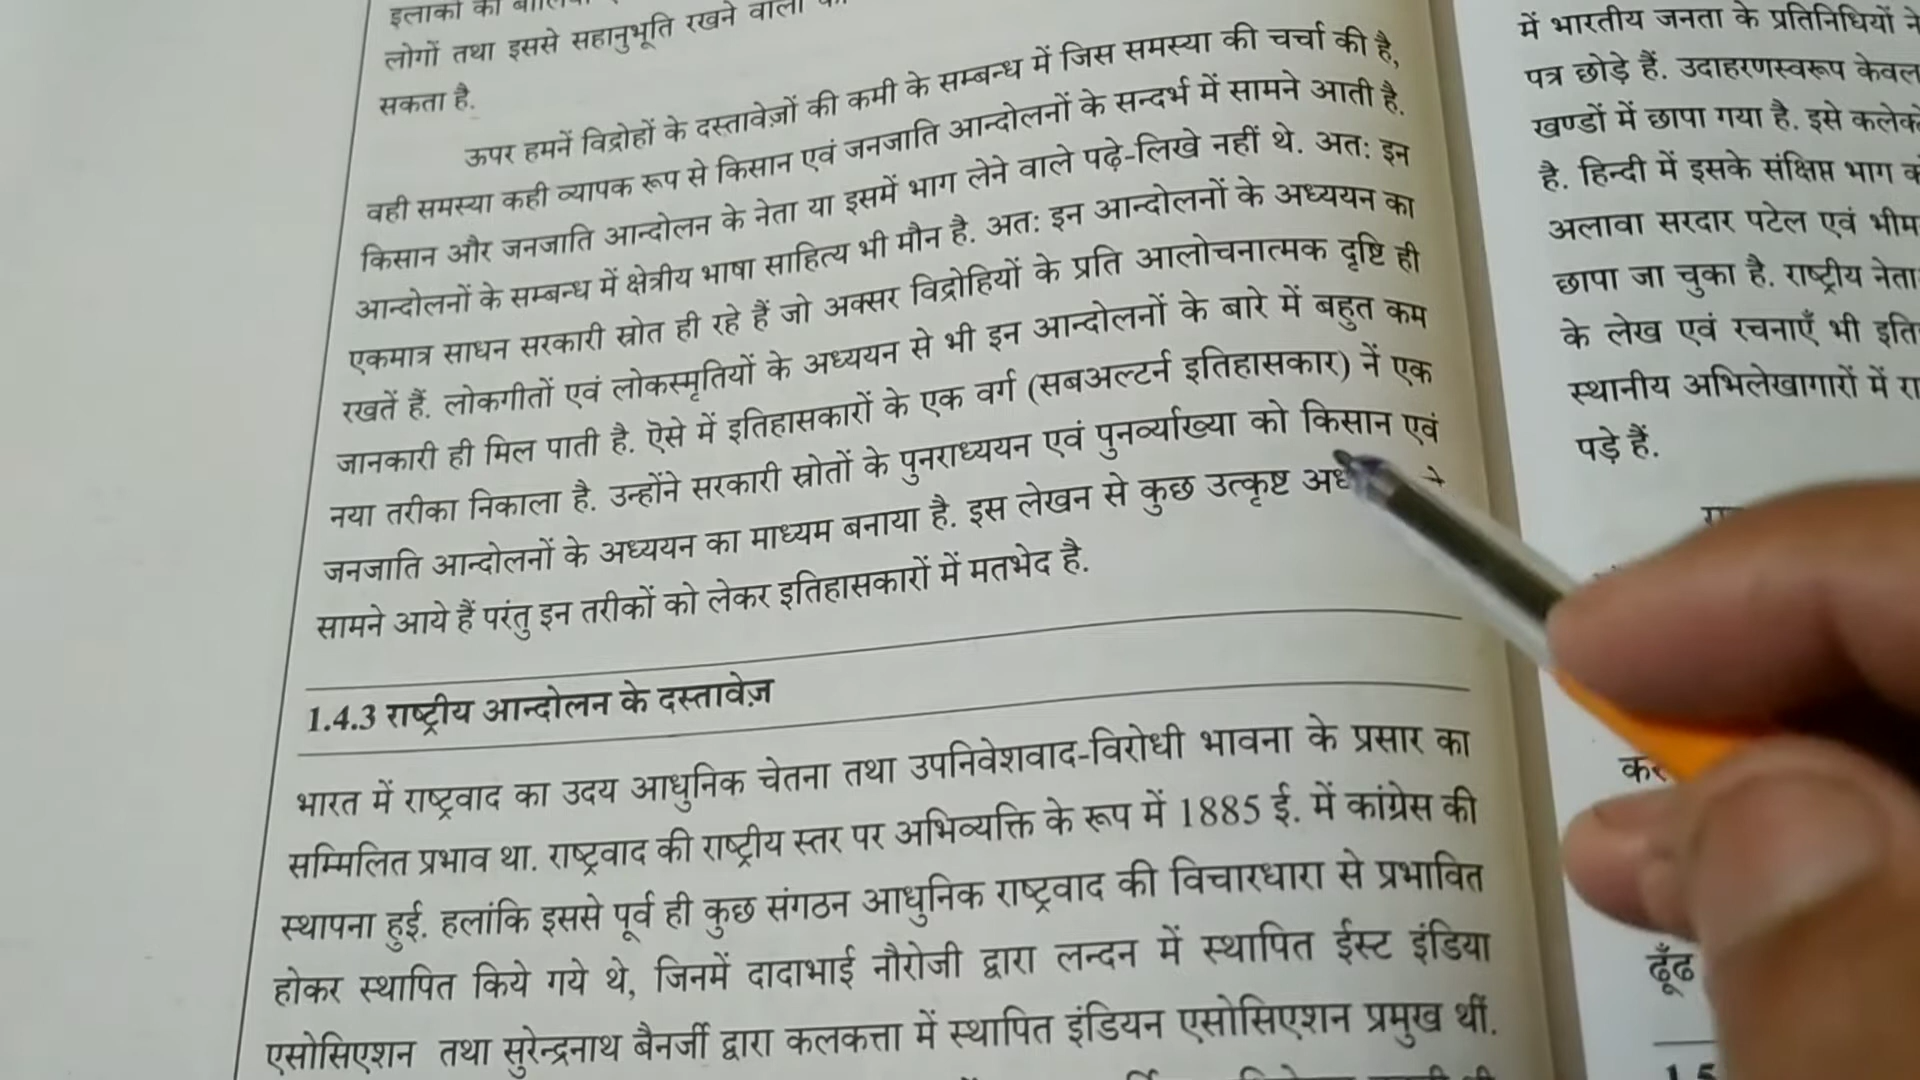 इलाकों की
लोगों तथा इससे सहानुभूति रखने वालों
सकता है.
ऊपर हमनें विद्रोहों के दस्तावेज़ों की कमी के सम्बन्ध में जिस समस्या की चर्चा की है,
वही समस्या कही व्यापक रूप से किसान एवं जनजाति आन्दोलनों के सन्दर्भ में सामने आती है.
किसान और जनजाति आन्दोलन के नेता या इसमें भाग लेने वाले पढ़े-लिखे नहीं थे. अत: इन
आन्दोलनों के सम्बन्ध में क्षेत्रीय भाषा साहित्य भी मौन है. अत: इन आन्दोलनों के अध्ययन का
एकमात्र साधन सरकारी स्रोत ही रहे हैं जो अक्सर विद्रोहियों के प्रति आलोचनात्मक दृष्टि ही
रखतें हैं. लोकगीतों एवं लोकस्मृतियों के अध्ययन से भी इन आन्दोलनों के बारे में बहुत कम
जानकारी ही मिल पाती है. ऎसे में इतिहासकारों के एक वर्ग (सबअल्टर्न इतिहासकार) नें एक
नया तरीका निकाला है. उन्होंने सरकारी स्रोतों के पुनराध्ययन एवं पुनर्व्याख्या को किसान एवं
जनजाति आन्दोलनों के अध्ययन का माध्यम बनाया है. इस लेखन से कुछ उत्कृष्ट
सामने आये हैं परंतु इन तरीकों को लेकर इतिहासकारों में मतभेद है.
1.4.3 राष्ट्रीय आन्दोलन के दस्तावेज़
भारत में राष्ट्रवाद का उदय आधुनिक चेतना तथा उपनिवेशवाद-विरोधी भावना के प्रसार का
सम्मिलित प्रभाव था. राष्ट्रवाद की राष्ट्रीय स्तर पर अभिव्यक्ति के रूप में 1885 ई. में कांग्रेस की
स्थापना हुई. हलांकि इससे पूर्व ही कुछ संगठन आधुनिक राष्ट्रवाद की विचारधारा से प्रभावित
होकर स्थापित किये गये थे, जिनमें दादाभाई नौरोजी द्वारा लन्दन में स्थापित ईस्ट इंडिया
एसोसिएशन तथा सुरेन्द्रनाथ बैनर्जी द्वारा कलकत्ता में स्थापित इंडियन एसोसिएशन प्रमुख थीं.
में भारतीय जनता के प्रतिनिधियों ने
पत्र छोड़े हैं. उदाहरणस्वरूप केवल
खण्डों में छापा गया है. इसे
है. हिन्दी में इसके संक्षिप्त भाग
अलावा सरदार पटेल एवं
छापा जा चुका है. राष्ट्रीय नेता
के लेख एवं रचनाएँ भी
स्थानीय अभिलेखागारों में
पड़े हैं.
ढूँढ
1.5